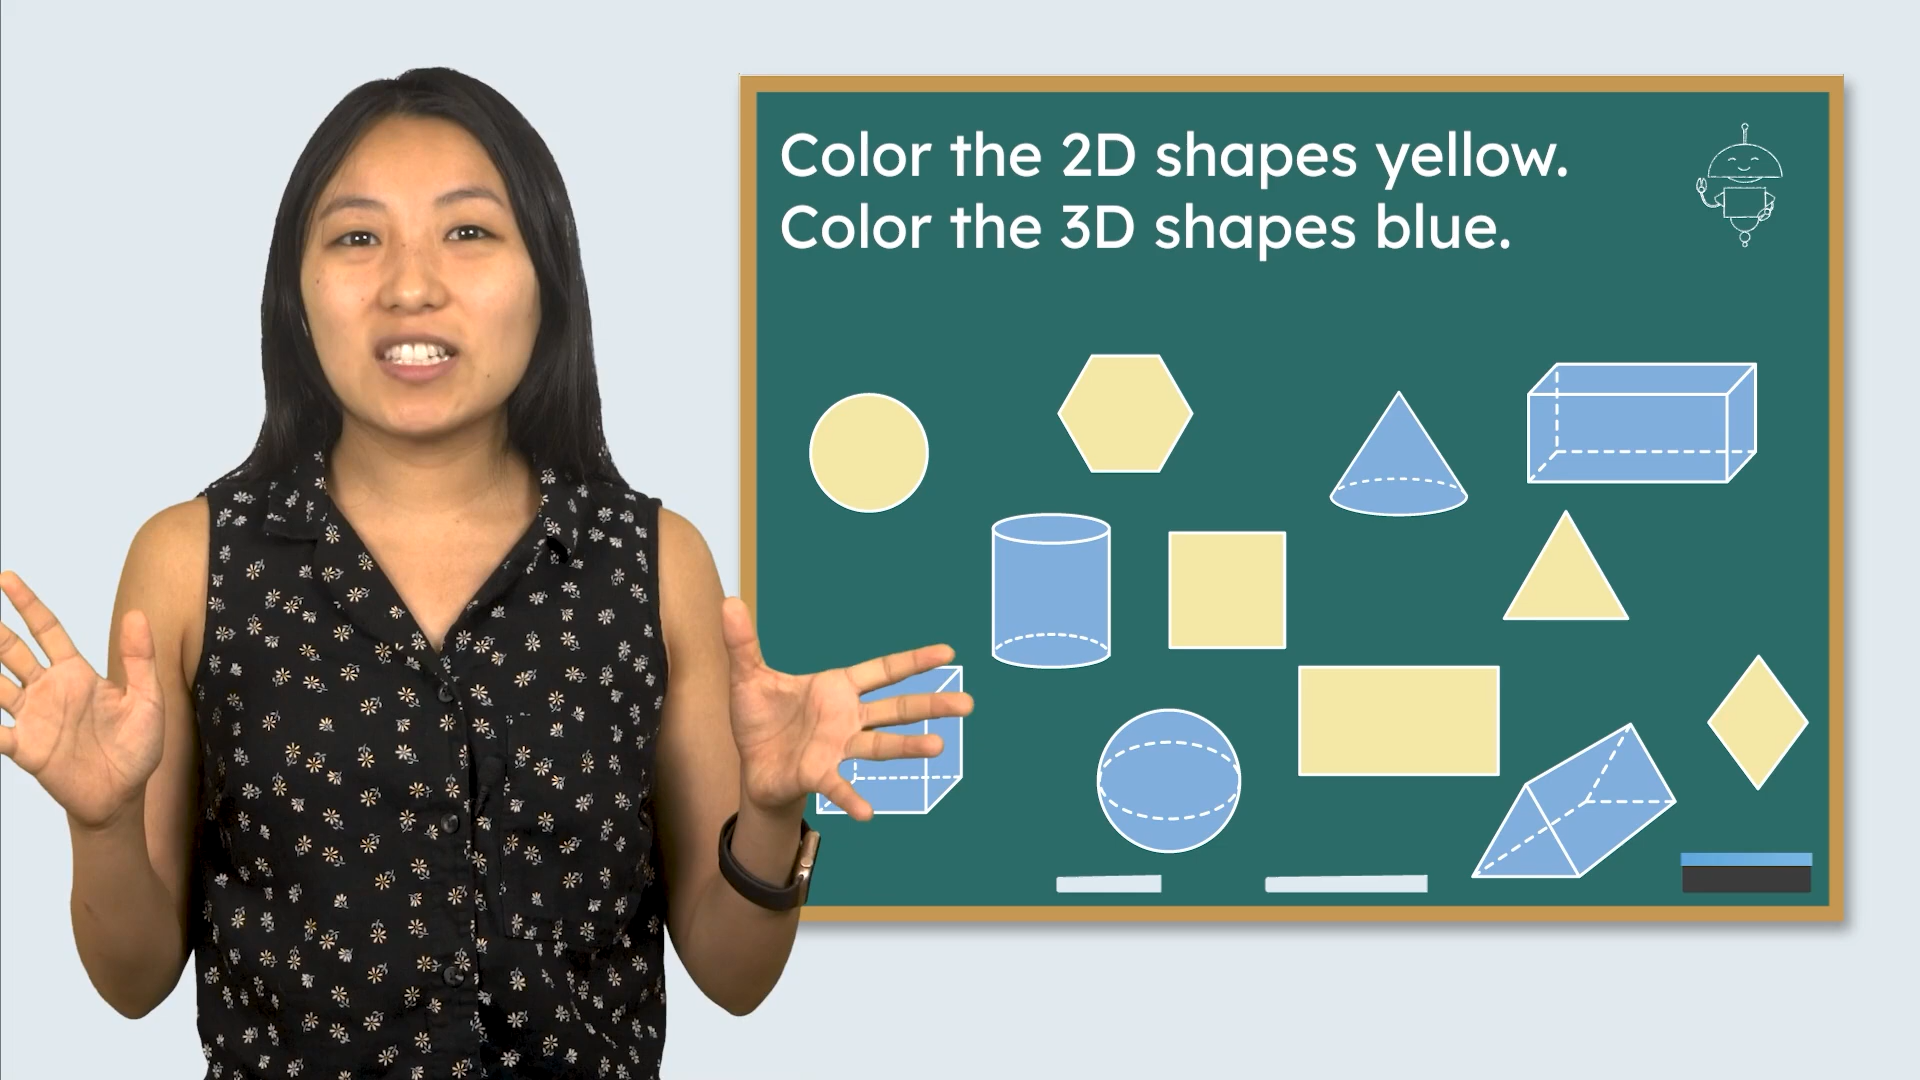 Color the 2D shapes yellow.
Color the 3D shapes blue.